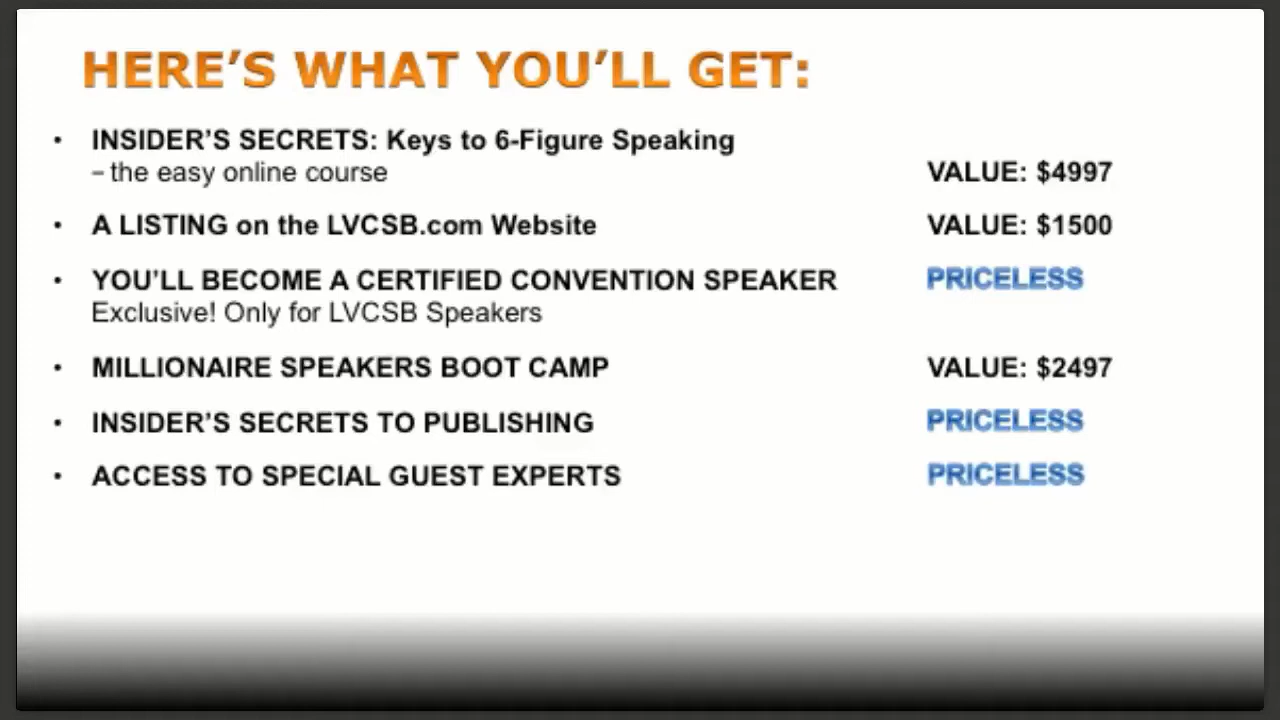 HERE’S WHAT YOU’LL GET:
• INSIDER’S SECRETS: Keys to 6-Figure Speaking
– the easy online course VALUE: $4997
• A LISTING on the LVCSB.com Website VALUE: $1500
• YOU’LL BECOME A CERTIFIED CONVENTION SPEAKER PRICELESS
Exclusive! Only for LVCSB Speakers
• MILLIONAIRE SPEAKERS BOOT CAMP VALUE: $2497
• INSIDER’S SECRETS TO PUBLISHING PRICELESS
• ACCESS TO SPECIAL GUEST EXPERTS PRICELESS